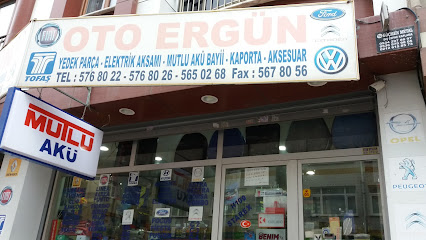 OTO ERGÜN
FIAT
Ford
TOFAŞ
YEDEK PARÇA - ELEKTRİK AKSAMI - MUTLU AKÜ BAYİİ - KAPORTA - AKSESUAR
TEL : 576 80 22 - 576 80 26 - 565 02 68 Fax : 567 80 56
MUTLU
AKÜ
OPEL
PEUGEOT
BENİM